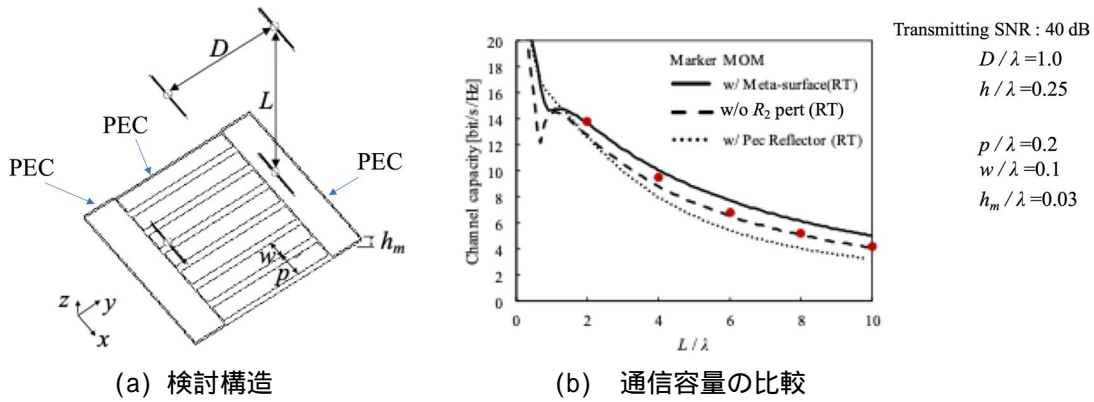 D
L
PEC
PEC
PEC
h_m
w
p
z
y
x
(a) 検討構造
Channel capacity [bit/s/Hz]
20
18
16
14
12
10
8
6
4
2
0
Marker MOM
w/ Meta-surface(RT)
w/o R_2 pert (RT)
w/ Pec Reflector (RT)
0 2 4 6 8 10
L / λ
(b) 通信容量の比較
Transmitting SNR : 40 dB
D / λ =1.0
h / λ =0.25
p / λ =0.2
w / λ =0.1
h_m / λ =0.03